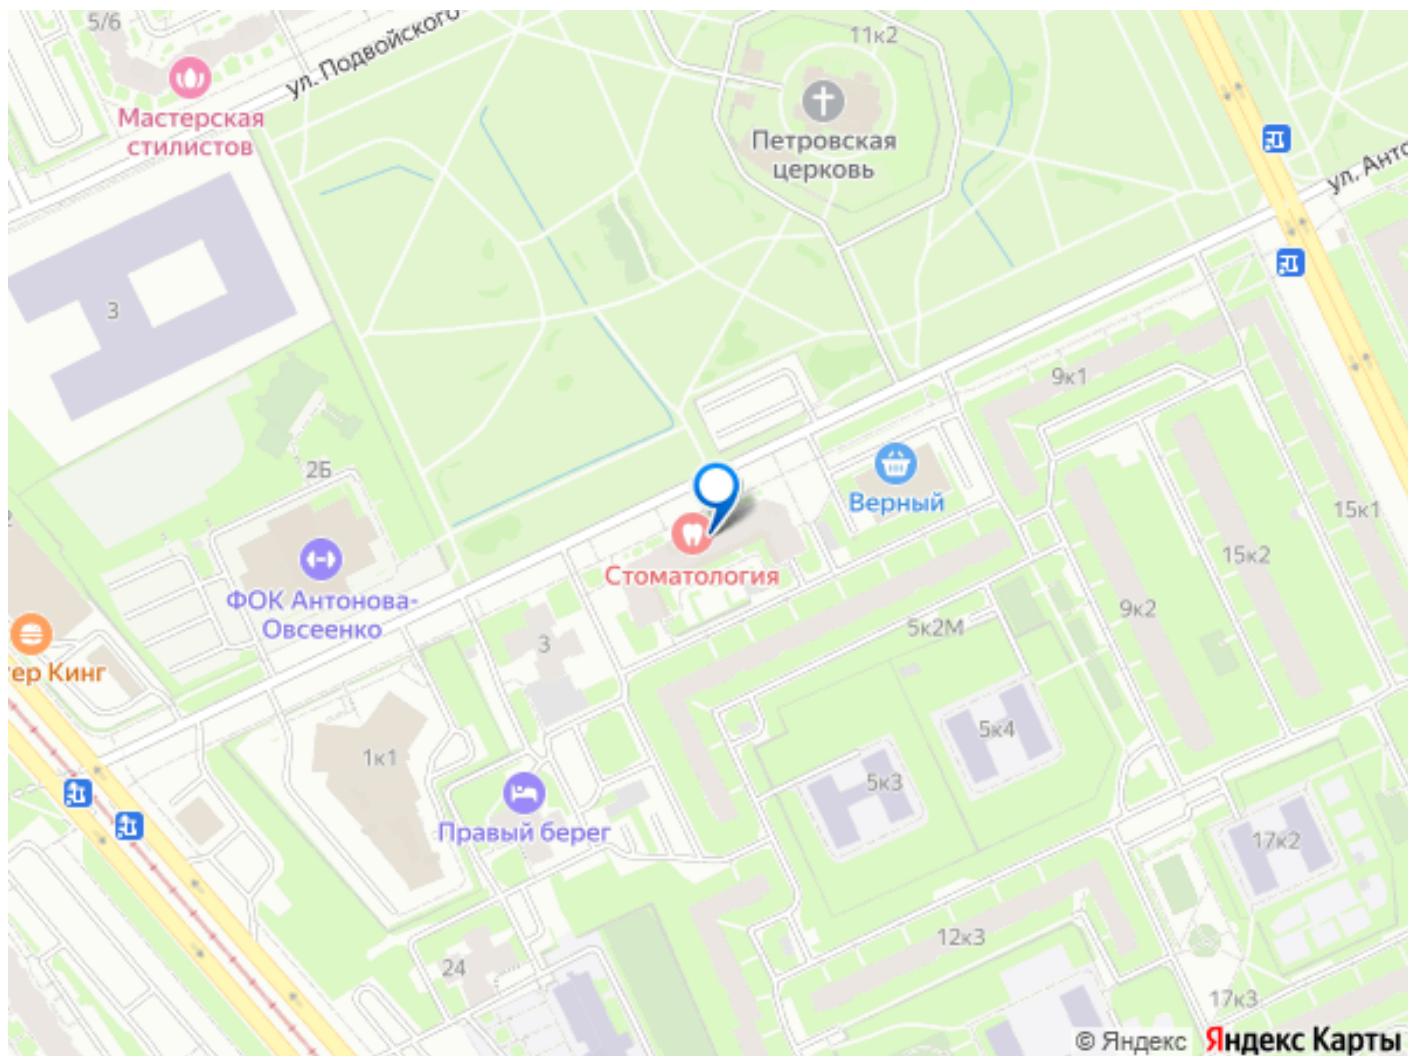 5/6
ул. Подвойского
11к2
Мастерская
стилистов
Петровская
церковь
ул. Анто
3
9к1
2Б
Верный
15к1
Стоматология
15к2
ФОК Антонова-
Овсеенко
9к2
5к2М
3
тер Кинг
5к4
1к1
5к3
Правый берег
17к2
12к3
24
17к3
© Яндекс
Яндекс Карты